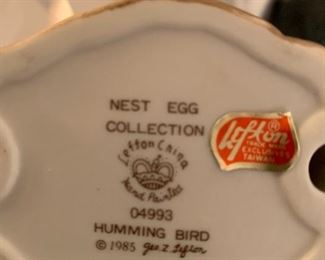 NEST EGG
COLLECTION
Lefton China
Hand Painted
04993
HUMMING BIRD
© 1985 Geo. Z. Lefton
Lefton ®
TRADE MARK
EXCLUSIVES
TAIWAN